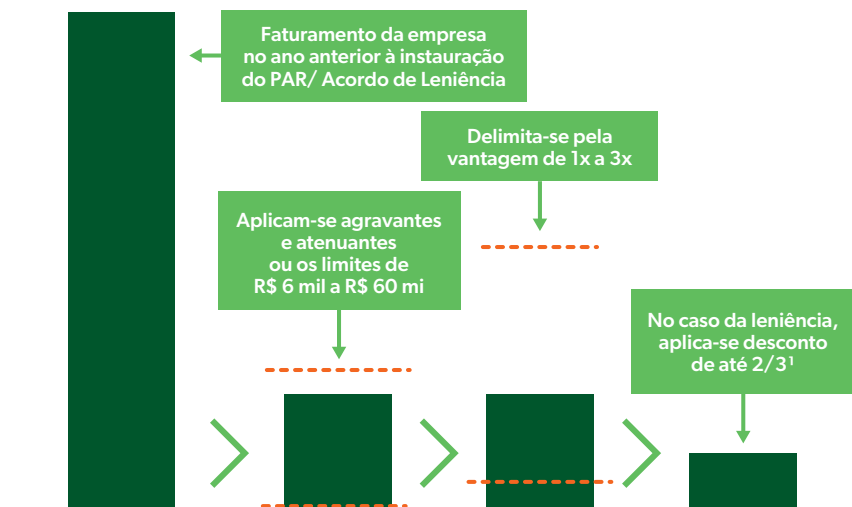 Faturamento da empresa
no ano anterior à instauração
do PAR/ Acordo de Leniência
Delimita-se pela
vantagem de 1x a 3x
Aplicam-se agravantes
e atenuantes
ou os limites de
R$ 6 mil a R$ 60 mi
No caso da leniência,
aplica-se desconto
de até 2/3¹